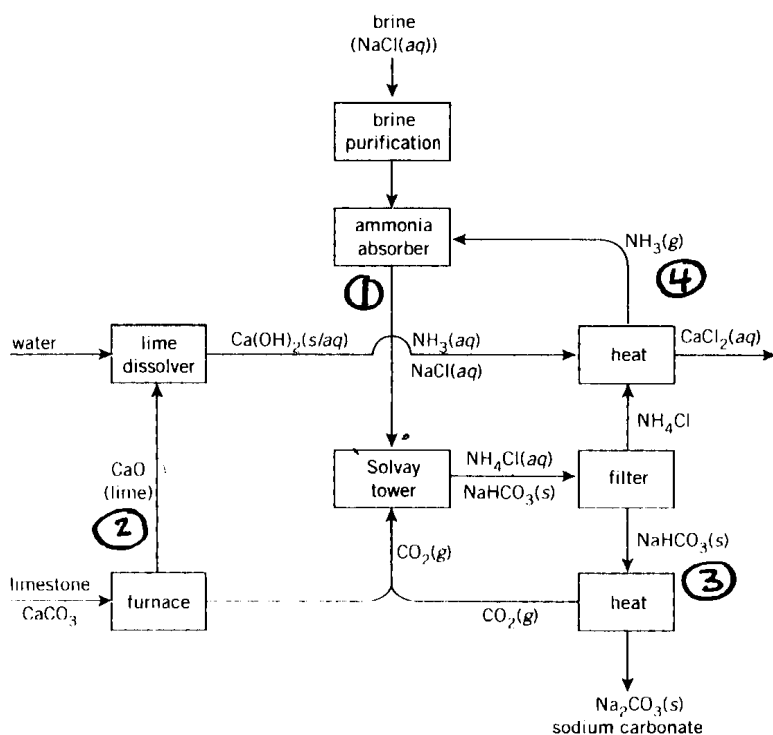 brine
(NaCl(aq))
brine
purification
ammonia
absorber
NH₃(g)
①
④
water
lime
dissolver
Ca(OH)₂(s/aq)
NH₃(aq)
NaCl(aq)
heat
CaCl₂(aq)
NH₄Cl
CaO
(lime)
②
Solvay
tower
NH₄Cl(aq)
NaHCO₃(s)
filter
NaHCO₃(s)
③
CO₂(g)
limestone
CaCO₃
furnace
CO₂(g)
heat
Na₂CO₃(s)
sodium carbonate